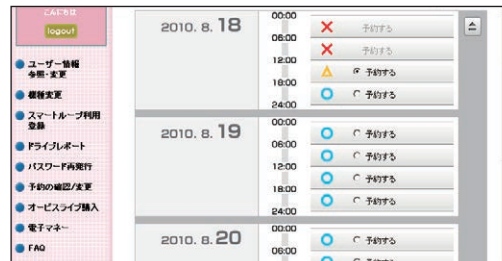 こんにちは
logout
ユーザー情報
参照・変更
機種変更
スマートループ利用
登録
ドライブレポート
パスワード再発行
予約の確認/変更
オービスライブ購入
電子マネー
FAQ
2010. 8. 18
00:00
06:00
12:00
18:00
24:00
予約する
予約する
予約する
予約する
2010. 8. 19
00:00
06:00
12:00
18:00
24:00
予約する
予約する
予約する
予約する
2010. 8. 20
00:00
06:00
予約する